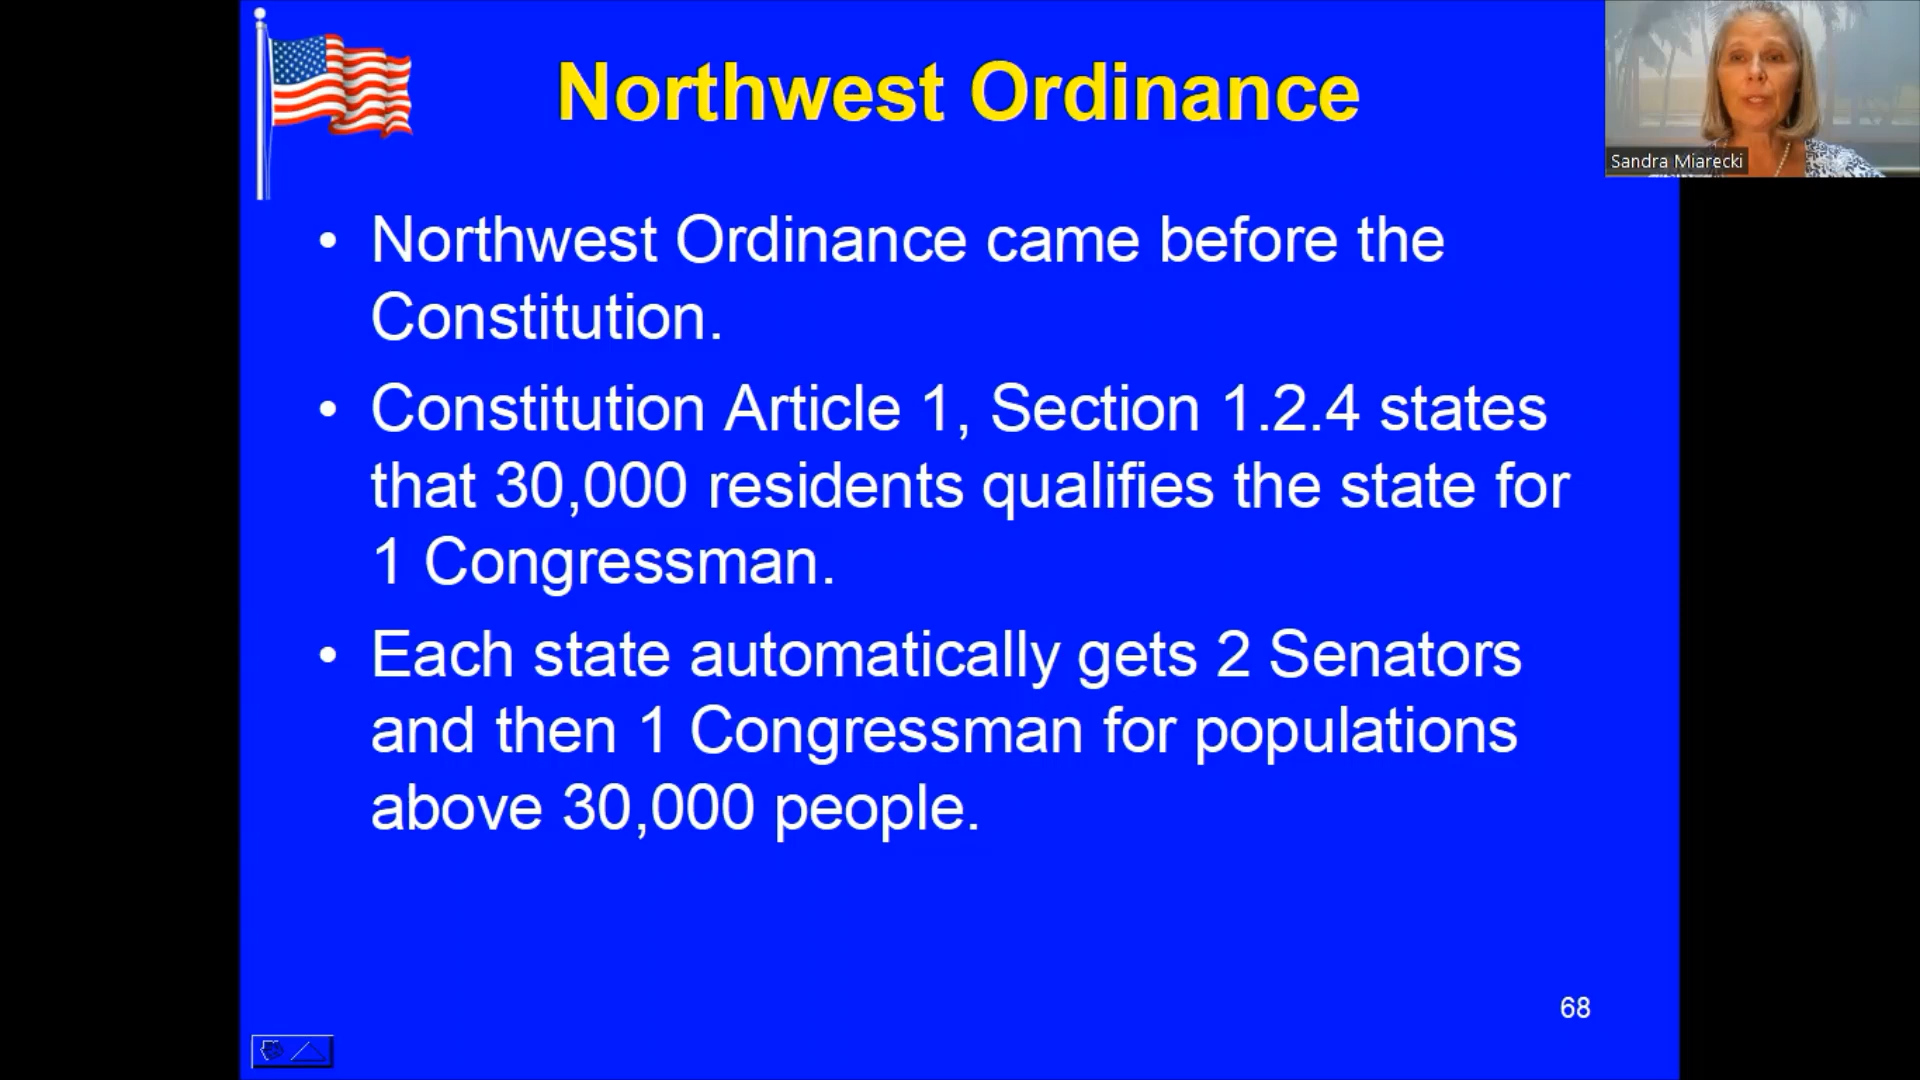 Northwest Ordinance
Sandra Miarecki
• Northwest Ordinance came before the
Constitution.
• Constitution Article 1, Section 1.2.4 states
that 30,000 residents qualifies the state for
1 Congressman.
• Each state automatically gets 2 Senators
and then 1 Congressman for populations
above 30,000 people.
68